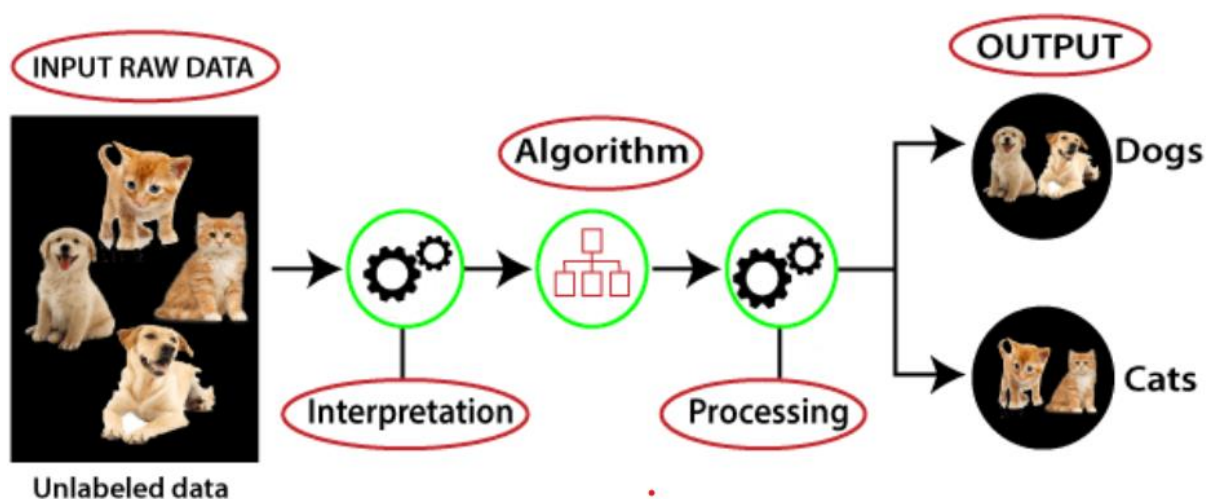 INPUT RAW DATA
Unlabeled data
Interpretation
Algorithm
Processing
OUTPUT
Dogs
Cats